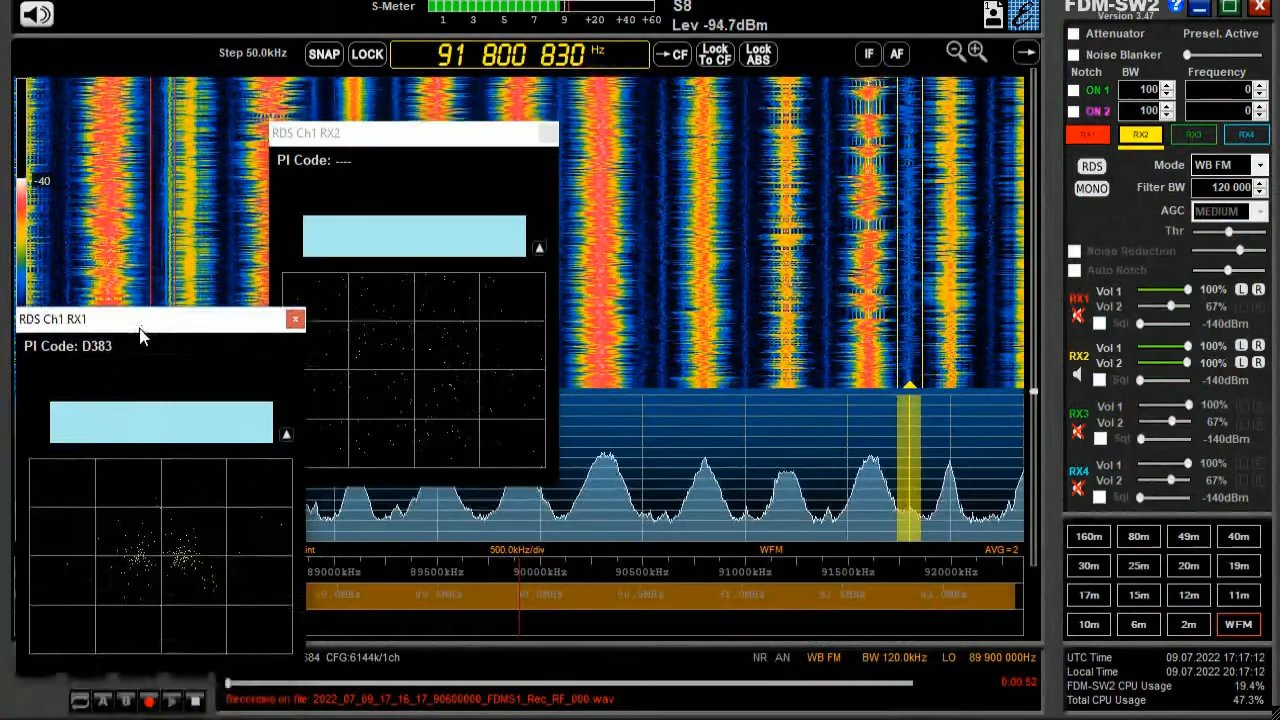 S-Meter
1 3 5 7 9 +20 +40 +60
S8
Lev -94.7dBm
FDM-SW2
Version 3.47
Step 50.0kHz
SNAP LOCK
91 800 830 Hz
→CF
Lock To CF
Lock ABS
IF AF
Attenuator Presel. Active
Noise Blanker
Notch BW Frequency
ON 1 100 0
ON 2 100 0
RX1 RX2 RX3 RX4
RDS Mode WB FM
MONO Filter BW 120 000
AGC MEDIUM
Thr
Noise Reduction
Auto Notch
RX1 Vol 1 100% L R
Vol 2 67%
Sql -140dBm
RX2 Vol 1 100% L R
Vol 2 100% L R
Sql -140dBm
RX3 Vol 1 100%
Vol 2 67%
Sql -140dBm
RX4 Vol 1 100%
Vol 2 67%
Sql -140dBm
RDS Ch1 RX2
PI Code: ----
-40
RDS Ch1 RX1
PI Code: D383
500.0kHz/div WFM AVG=2
89000kHz 89500kHz 90000kHz 90500kHz 91000kHz 91500kHz 92000kHz
160m 80m 49m 40m
30m 25m 20m 19m
17m 15m 12m 11m
10m 6m 2m WFM
684 CFG:6144k/1ch
NR AN WB FM BW 120.0kHz LO 89 900 000 Hz
0:00:52
Recorded on file: 2022_07_09_17_16_17_90600000_FDMS1_Rec_RF_000.wav
UTC Time 09.07.2022 17:17:12
Local Time 09.07.2022 20:17:12
FDM-SW2 CPU Usage 19.4%
Total CPU Usage 47.3%